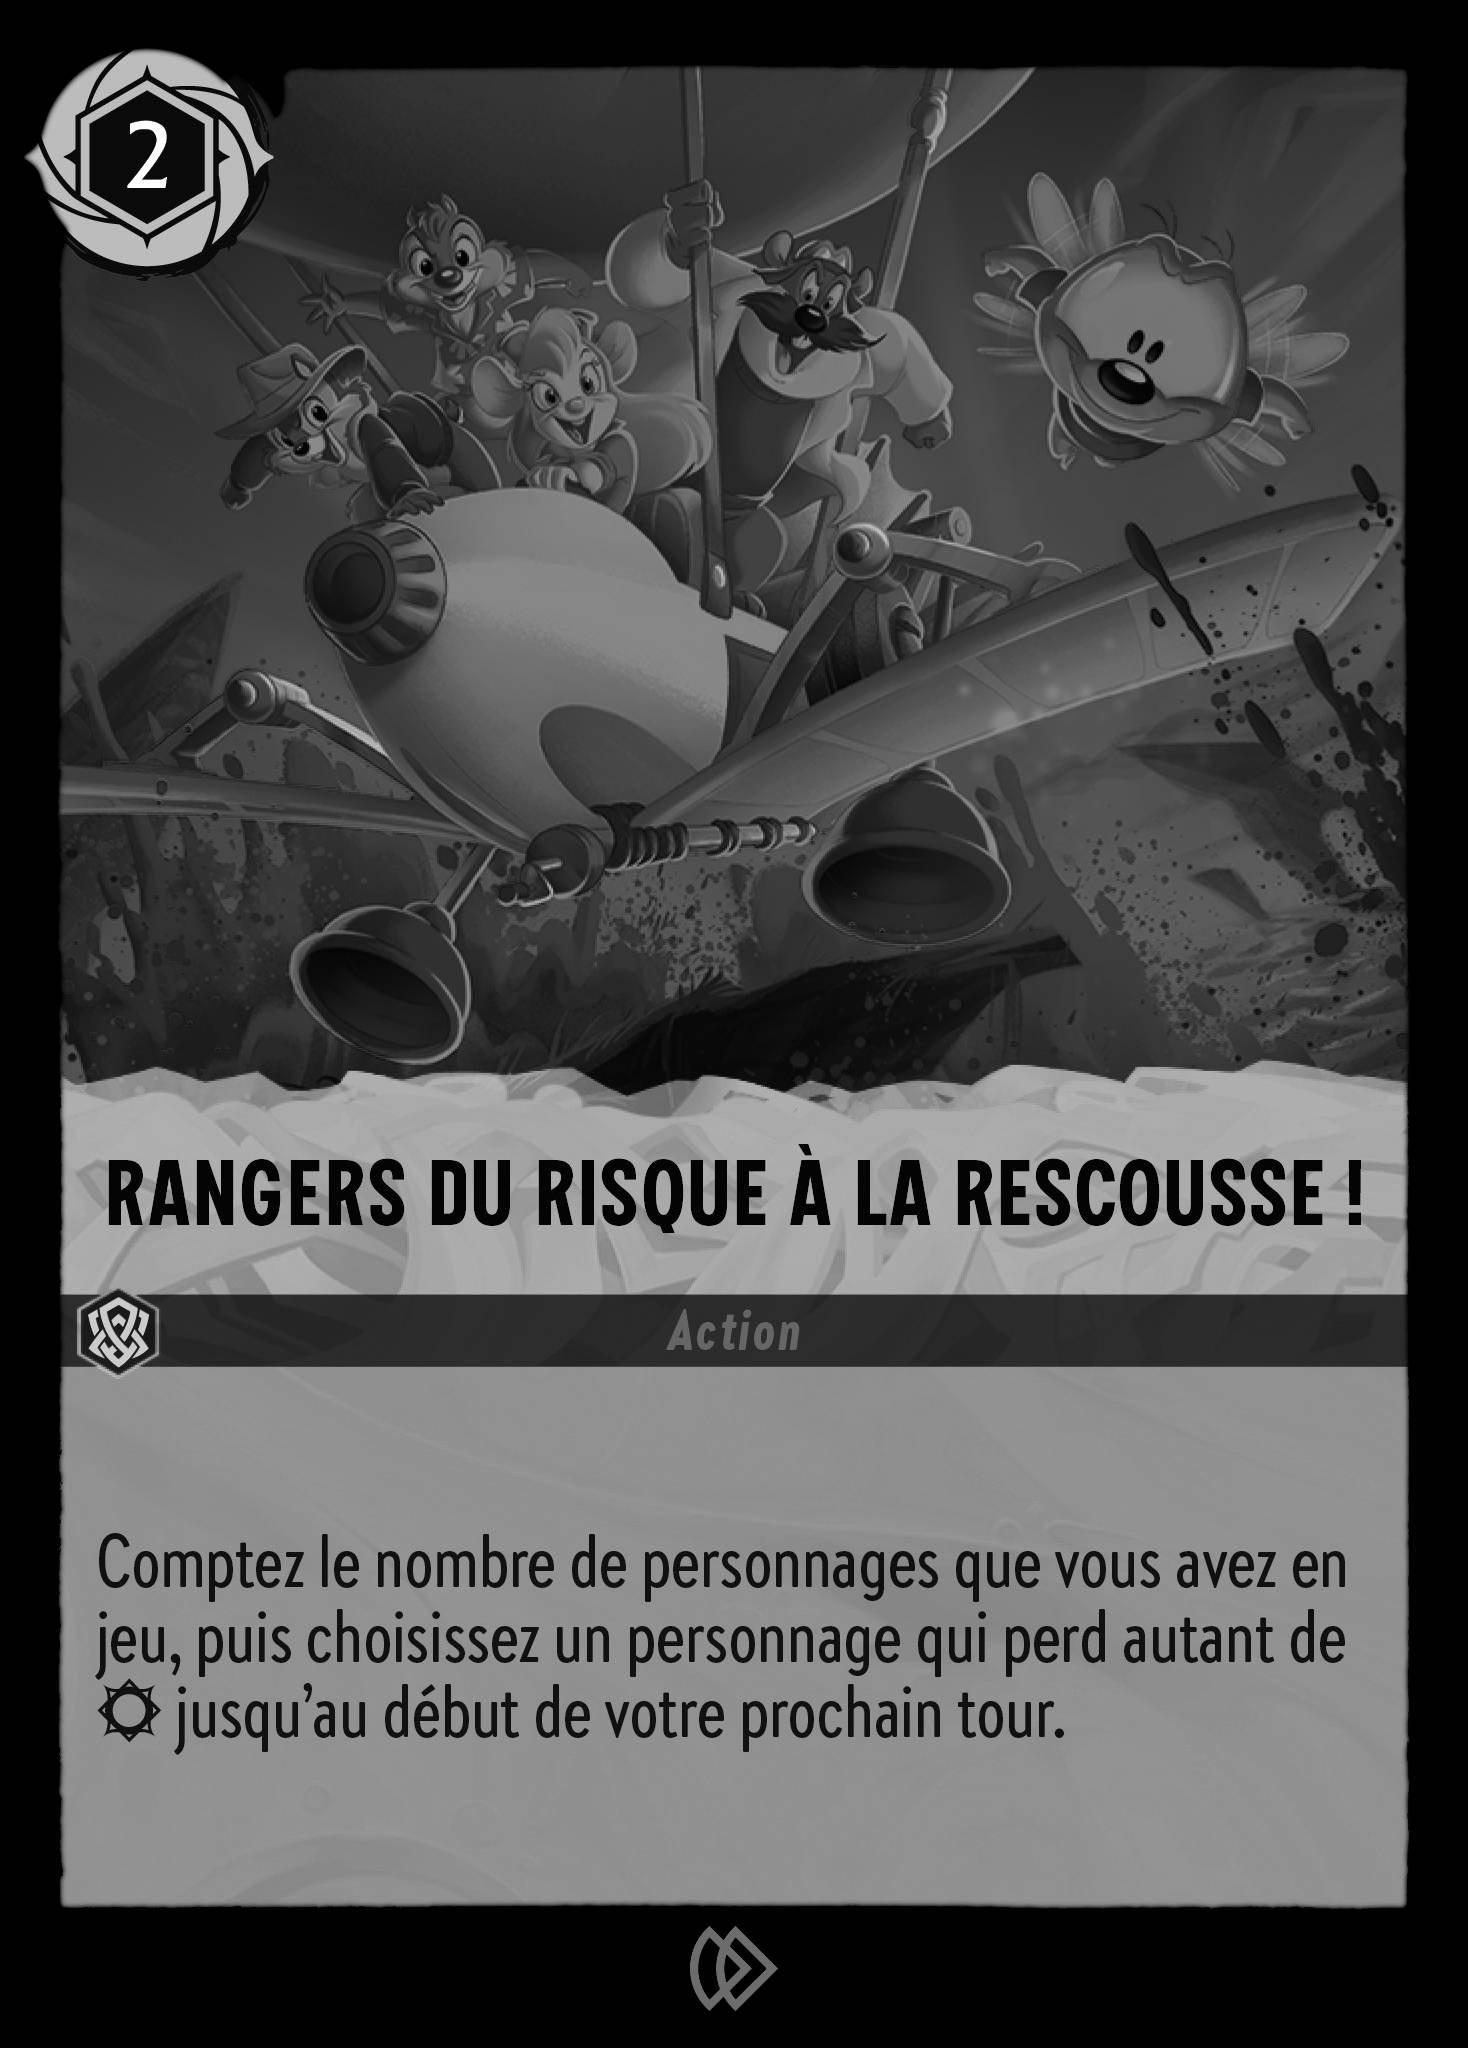 2
RANGERS DU RISQUE À LA RESCOUSSE !
Action
Comptez le nombre de personnages que vous avez en
jeu, puis choisissez un personnage qui perd autant de
jusqu’au début de votre prochain tour.